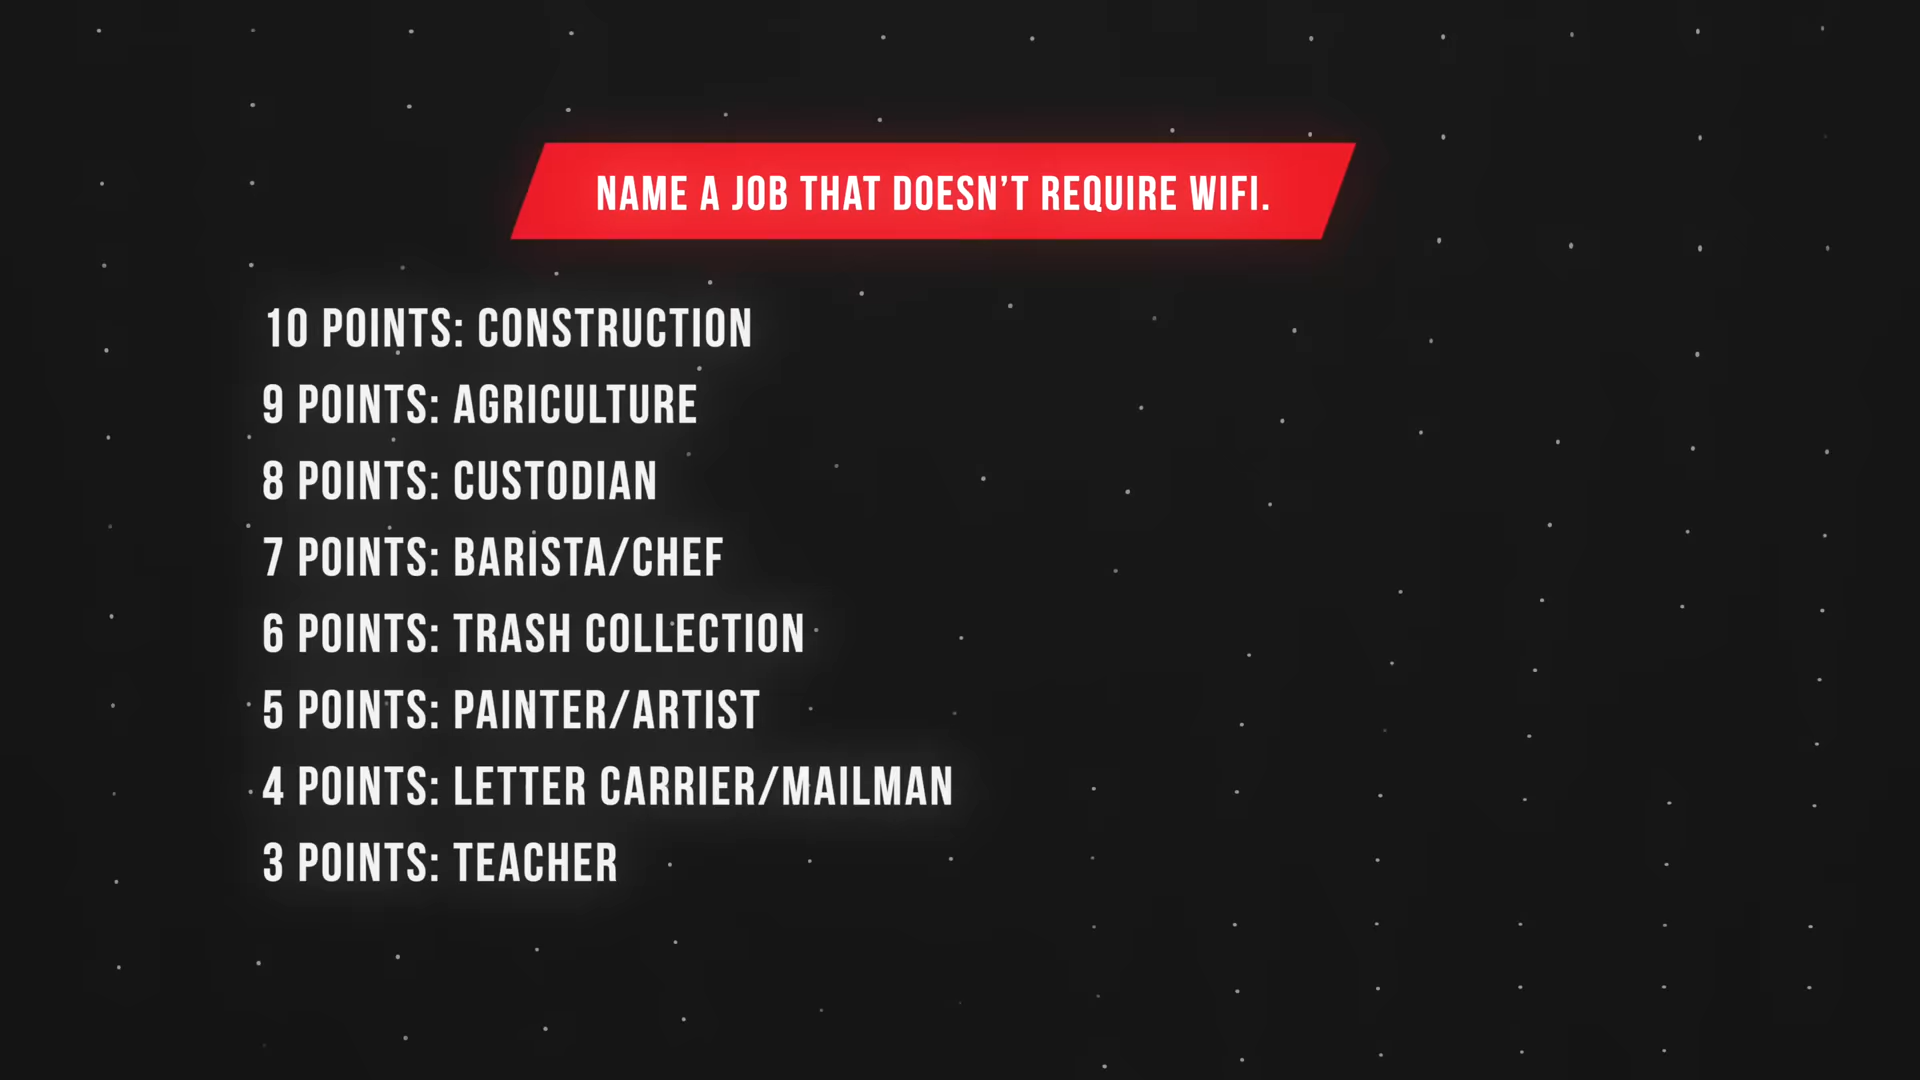 NAME A JOB THAT DOESN’T REQUIRE WIFI.
10 POINTS: CONSTRUCTION
9 POINTS: AGRICULTURE
8 POINTS: CUSTODIAN
7 POINTS: BARISTA/CHEF
6 POINTS: TRASH COLLECTION
5 POINTS: PAINTER/ARTIST
4 POINTS: LETTER CARRIER/MAILMAN
3 POINTS: TEACHER